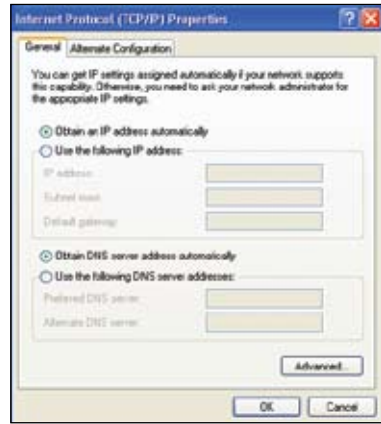 Internet Protocol (TCP/IP) Properties
General
Alternate Configuration
You can get IP settings assigned automatically if your network supports
this capability. Otherwise, you need to ask your network administrator for
the appropriate IP settings.
Obtain an IP address automatically
Use the following IP address:
IP address:
Subnet mask:
Default gateway:
Obtain DNS server address automatically
Use the following DNS server addresses:
Preferred DNS server:
Alternate DNS server:
Advanced...
OK
Cancel